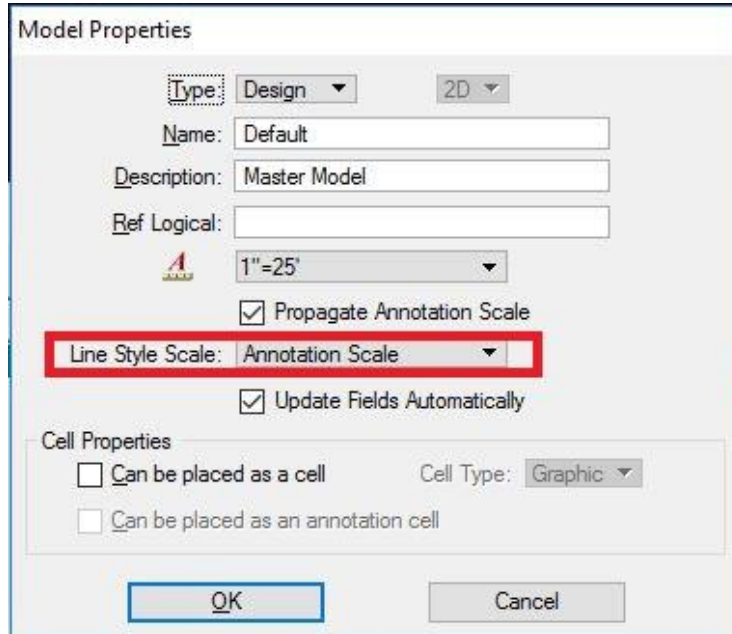 Model Properties
Type: Design 2D
Name: Default
Description: Master Model
Ref Logical:
A 1"=25'
Propagate Annotation Scale
Line Style Scale: Annotation Scale
Update Fields Automatically
Cell Properties
Can be placed as a cell Cell Type: Graphic
Can be placed as an annotation cell
OK Cancel